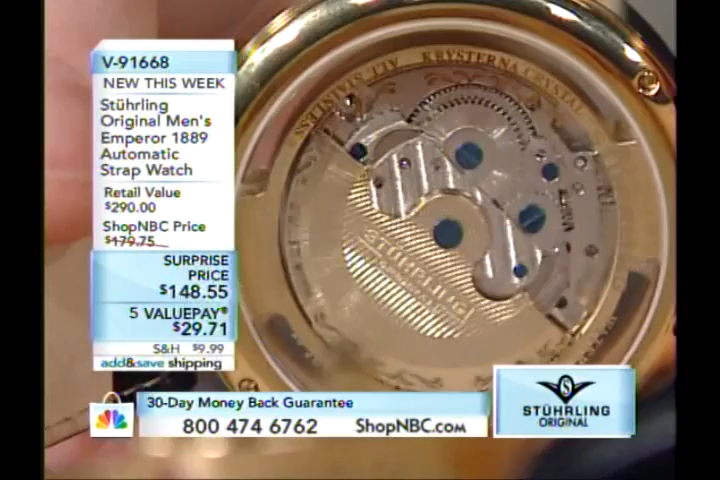 V-91668
NEW THIS WEEK
Stührling
Original Men's
Emperor 1889
Automatic
Strap Watch
Retail Value
$290.00
ShopNBC Price
$179.75
SURPRISE
PRICE
$148.55
5 VALUEPAY®
$29.71
S&H $9.99
add&save shipping
30-Day Money Back Guarantee
800 474 6762 ShopNBC.com
S
STÜHRLING
ORIGINAL
ALL STAINLESS
KRYSTERNA CRYSTAL
STÜHRLING